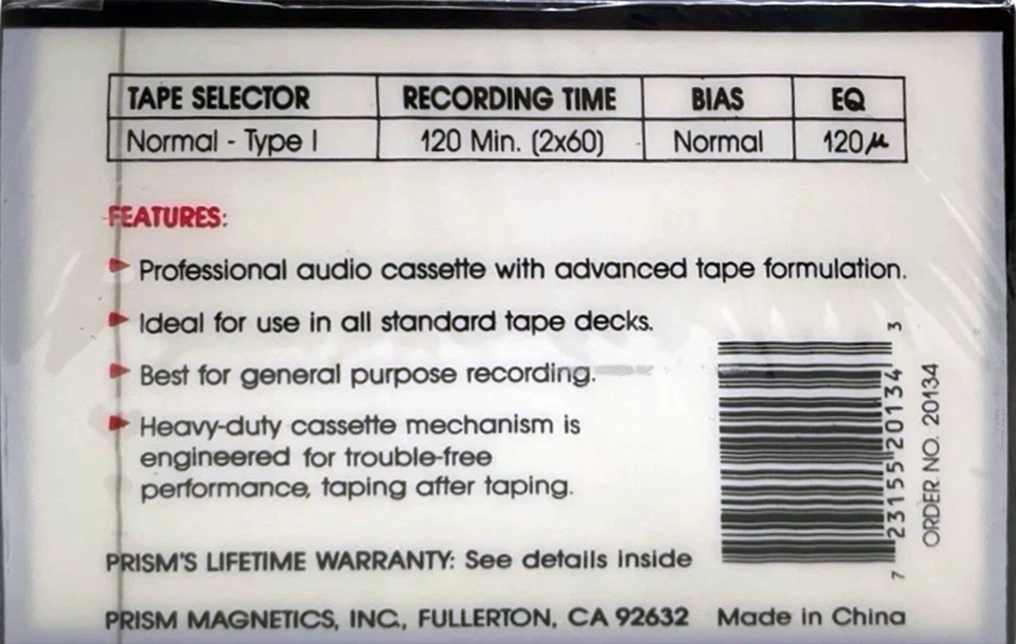 TAPE SELECTOR RECORDING TIME BIAS EQ
Normal - Type I 120 Min. (2x60) Normal 120µ
FEATURES:
Professional audio cassette with advanced tape formulation.
Ideal for use in all standard tape decks.
Best for general purpose recording.
Heavy-duty cassette mechanism is
engineered for trouble-free
performance, taping after taping.
7 23155 20134 3
ORDER NO. 20134
PRISM'S LIFETIME WARRANTY: See details inside
PRISM MAGNETICS, INC., FULLERTON, CA 92632 Made in China